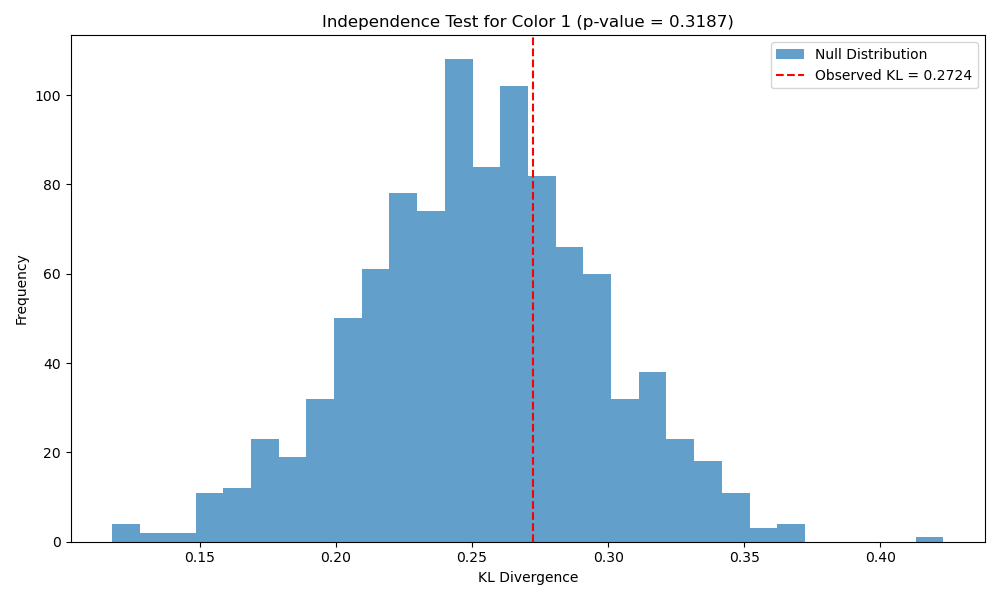 Independence Test for Color 1 (p-value = 0.3187)
Null Distribution
Observed KL = 0.2724
Frequency
100
80
60
40
20
0
0.15 0.20 0.25 0.30 0.35 0.40
KL Divergence